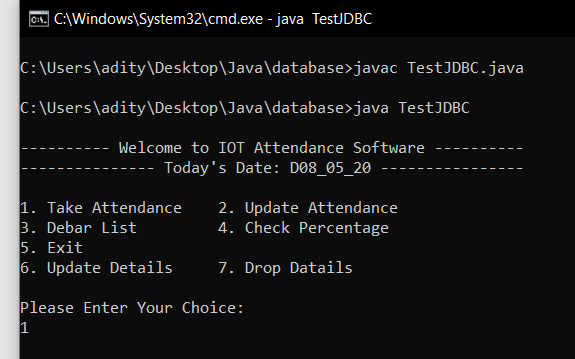 C:\Windows\System32\cmd.exe - java  TestJDBC
C:\Users\adity\Desktop\Java\database>javac TestJDBC.java
C:\Users\adity\Desktop\Java\database>java TestJDBC
---------- Welcome to IOT Attendance Software ----------
--------------- Today's Date: D08_05_20 ----------------
1. Take Attendance    2. Update Attendance
3. Debar List         4. Check Percentage
5. Exit
6. Update Details     7. Drop Datails
Please Enter Your Choice:
1